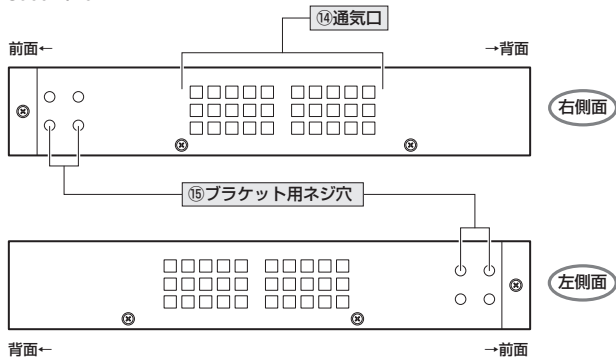 ⑭通気口
前面←
→背面
右側面
⑮ブラケット用ネジ穴
左側面
背面←
→前面